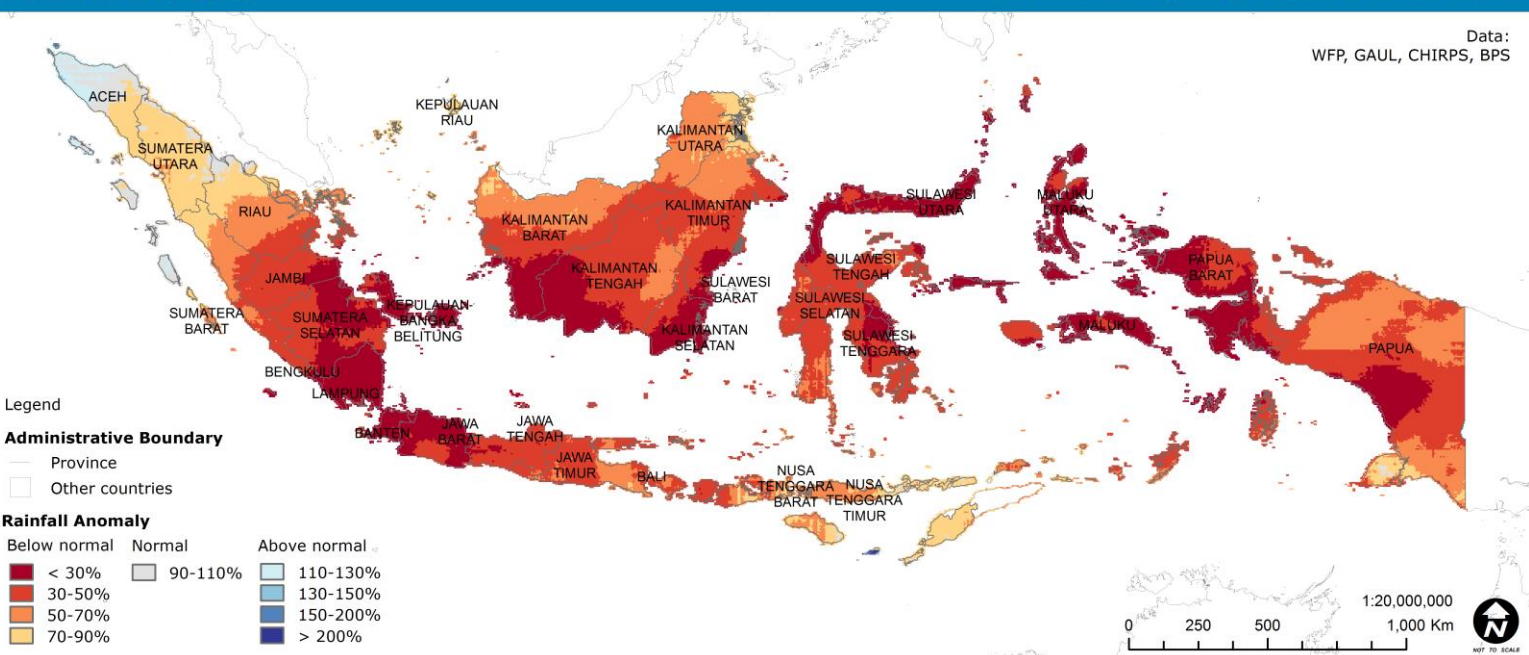 Data:
WFP, GAUL, CHIRPS, BPS
ACEH
SUMATERA
UTARA
RIAU
KEPULAUAN
RIAU
JAMBI
SUMATERA
BARAT
SUMATERA
SELATAN
KEPULAUAN
BANGKA
BELITUNG
BENGKULU
LAMPUNG
KALIMANTAN
UTARA
KALIMANTAN
TIMUR
KALIMANTAN
BARAT
KALIMANTAN
TENGAH
KALIMANTAN
SELATAN
SULAWESI
BARAT
SULAWESI
UTARA
SULAWESI
TENGAH
SULAWESI
SELATAN
SULAWESI
TENGGARA
MALUKU
UTARA
MALUKU
PAPUA
BARAT
PAPUA
BANTEN
JAWA
BARAT
JAWA
TENGAH
JAWA
TIMUR
BALI
NUSA
TENGGARA
BARAT
NUSA
TENGGARA
TIMUR
Legend
Administrative Boundary
Province
Other countries
Rainfall Anomaly
Below normal Normal Above normal
< 30% 90-110% 110-130%
30-50% 130-150%
50-70% 150-200%
70-90% > 200%
1:20,000,000
0 250 500 1,000 Km
N
NOT TO SCALE